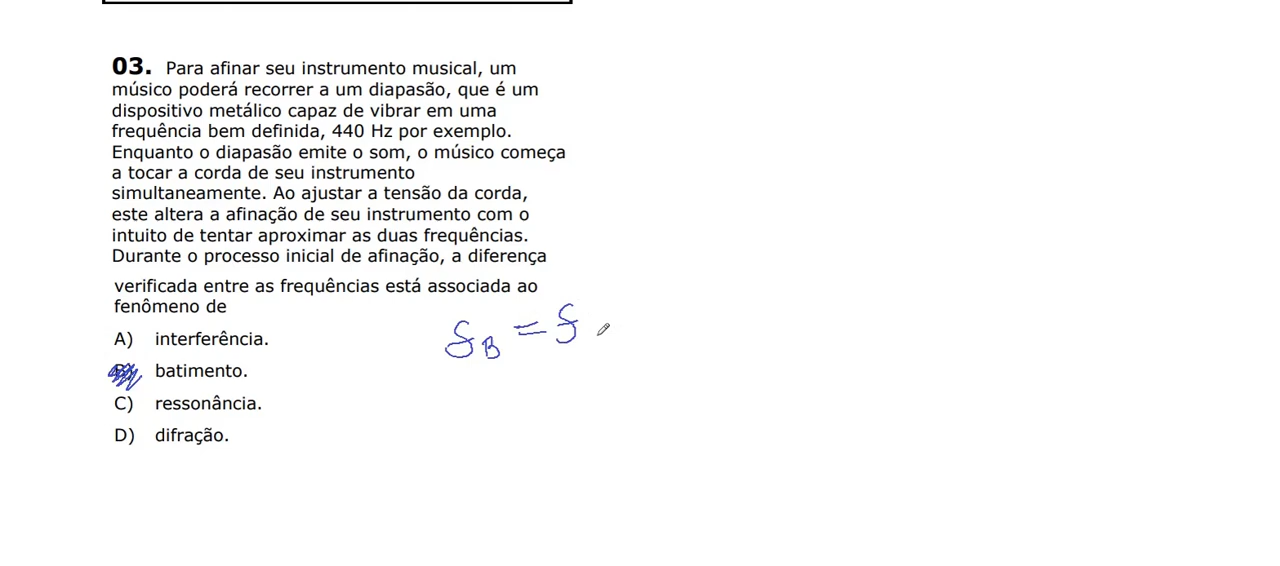 03. Para afinar seu instrumento musical, um
músico poderá recorrer a um diapasão, que é um
dispositivo metálico capaz de vibrar em uma
frequência bem definida, 440 Hz por exemplo.
Enquanto o diapasão emite o som, o músico começa
a tocar a corda de seu instrumento
simultaneamente. Ao ajustar a tensão da corda,
este altera a afinação de seu instrumento com o
intuito de tentar aproximar as duas frequências.
Durante o processo inicial de afinação, a diferença
verificada entre as frequências está associada ao
fenômeno de
A) interferência.
batimento.
C) ressonância.
D) difração.
f_B = f